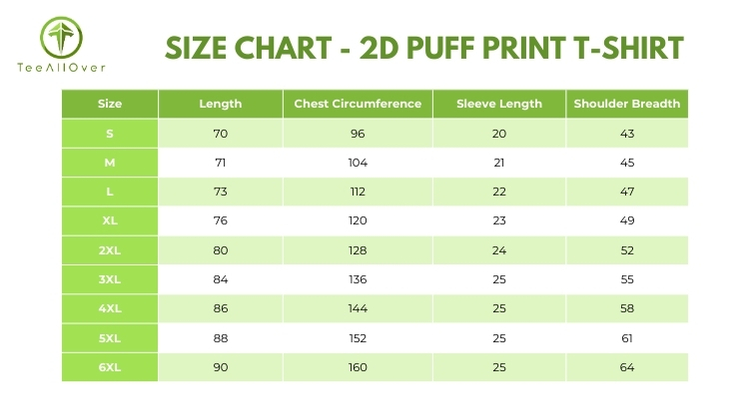 TeeAllOver
SIZE CHART - 2D PUFF PRINT T-SHIRT
Size Length Chest Circumference Sleeve Length Shoulder Breadth
S 70 96 20 43
M 71 104 21 45
L 73 112 22 47
XL 76 120 23 49
2XL 80 128 24 52
3XL 84 136 25 55
4XL 86 144 25 58
5XL 88 152 25 61
6XL 90 160 25 64